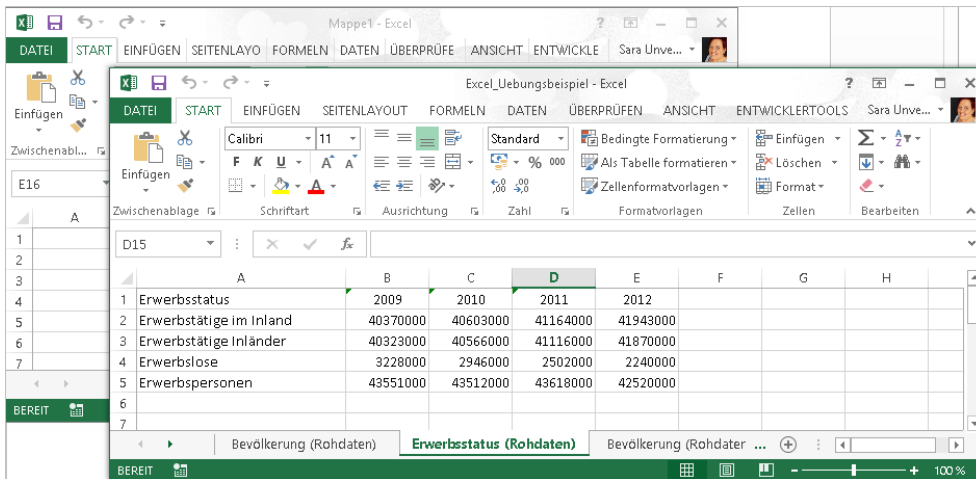 Mappe1 - Excel
DATEI START EINFÜGEN SEITENLAYO FORMELN DATEN ÜBERPRÜFE ANSICHT ENTWICKLE Sara Unve...
Einfügen
Zwischenabl...
E16
A
1
2
3
4
5
6
7
BEREIT
Excel_Uebungsbeispiel - Excel
DATEI START EINFÜGEN SEITENLAYOUT FORMELN DATEN ÜBERPRÜFEN ANSICHT ENTWICKLERTOOLS Sara Unve...
Calibri 11 Standard Bedingte Formatierung Einfügen
Einfügen F K U A A % 000 Als Tabelle formatieren Löschen
Zellenformatvorlagen Format
Zwischenablage Schriftart Ausrichtung Zahl Formatvorlagen Zellen Bearbeiten
D15 fx
A B C D E F G H
1 Erwerbsstatus 2009 2010 2011 2012
2 Erwerbstätige im Inland 40370000 40603000 41164000 41943000
3 Erwerbstätige Inländer 40323000 40566000 41116000 41870000
4 Erwerbslose 3228000 2946000 2502000 2240000
5 Erwerbspersonen 43551000 43512000 43618000 42520000
6
7
Bevölkerung (Rohdaten) Erwerbsstatus (Rohdaten) Bevölkerung (Rohdater ...
BEREIT 100 %